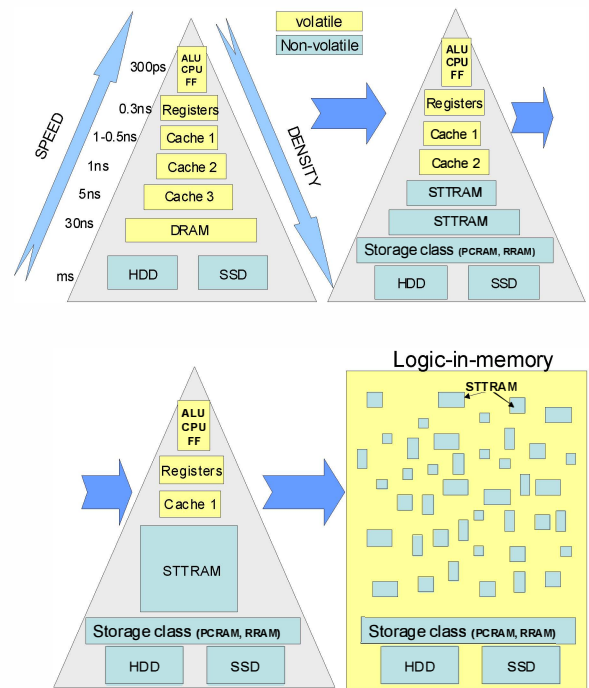 volatile
Non-volatile
SPEED
DENSITY
300ps
ALU
CPU
FF
0.3ns
Registers
1-0.5ns
Cache 1
1ns
Cache 2
5ns
Cache 3
30ns
DRAM
ms
HDD
SSD
ALU
CPU
FF
Registers
Cache 1
Cache 2
STTRAM
STTRAM
Storage class (PCRAM, RRAM)
HDD
SSD
ALU
CPU
FF
Registers
Cache 1
STTRAM
Storage class (PCRAM, RRAM)
HDD
SSD
Logic-in-memory
STTRAM
Storage class (PCRAM, RRAM)
HDD
SSD